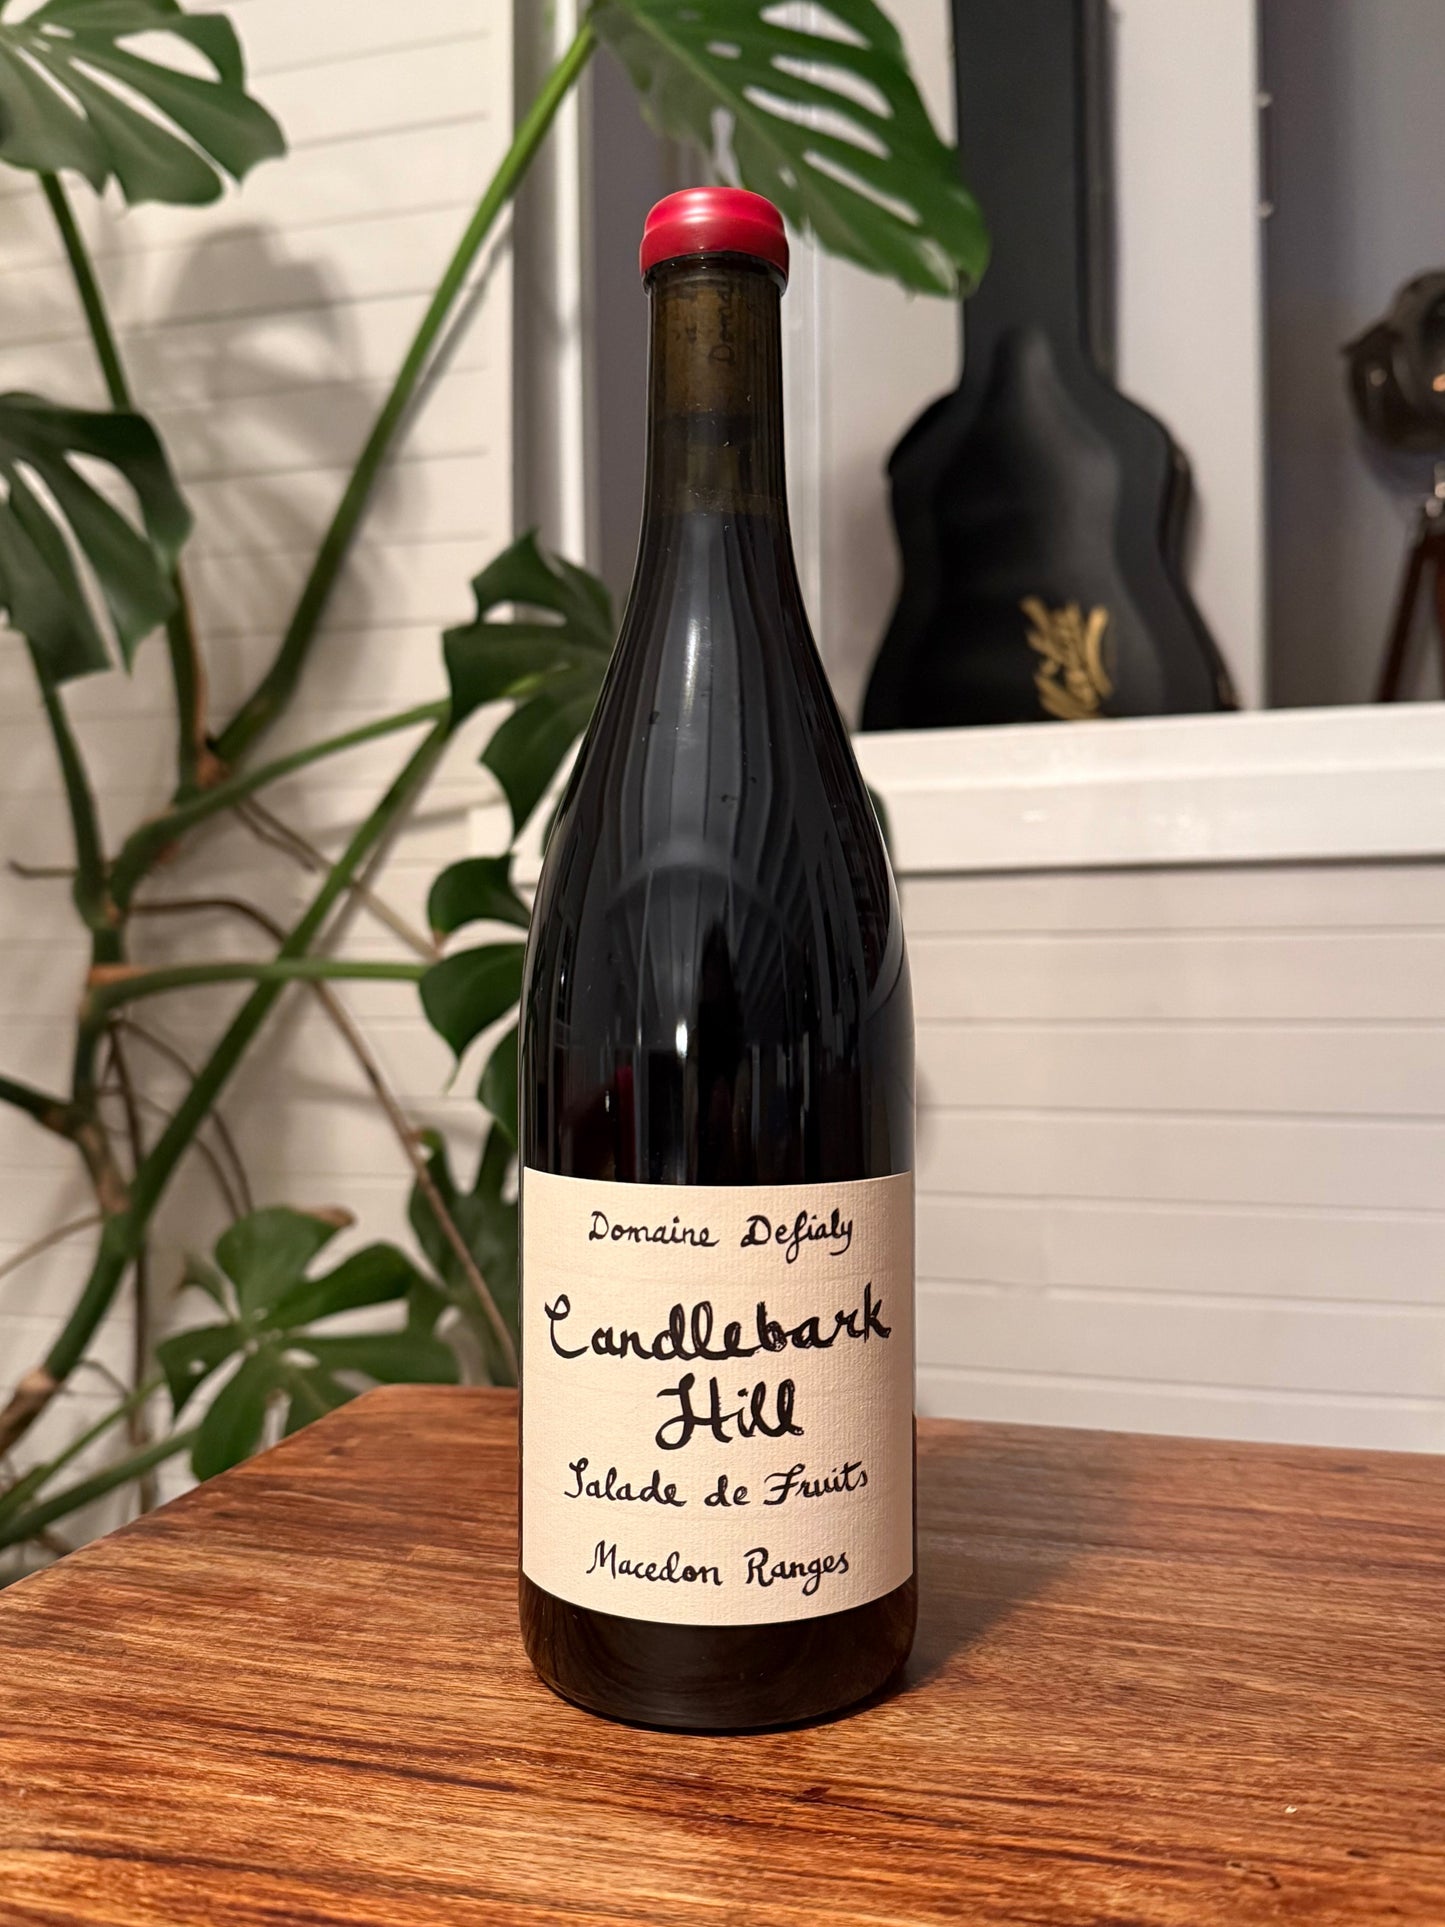 Domaine Defialy
Candlebark
Hill
Salade de Fruits
Macedon Ranges